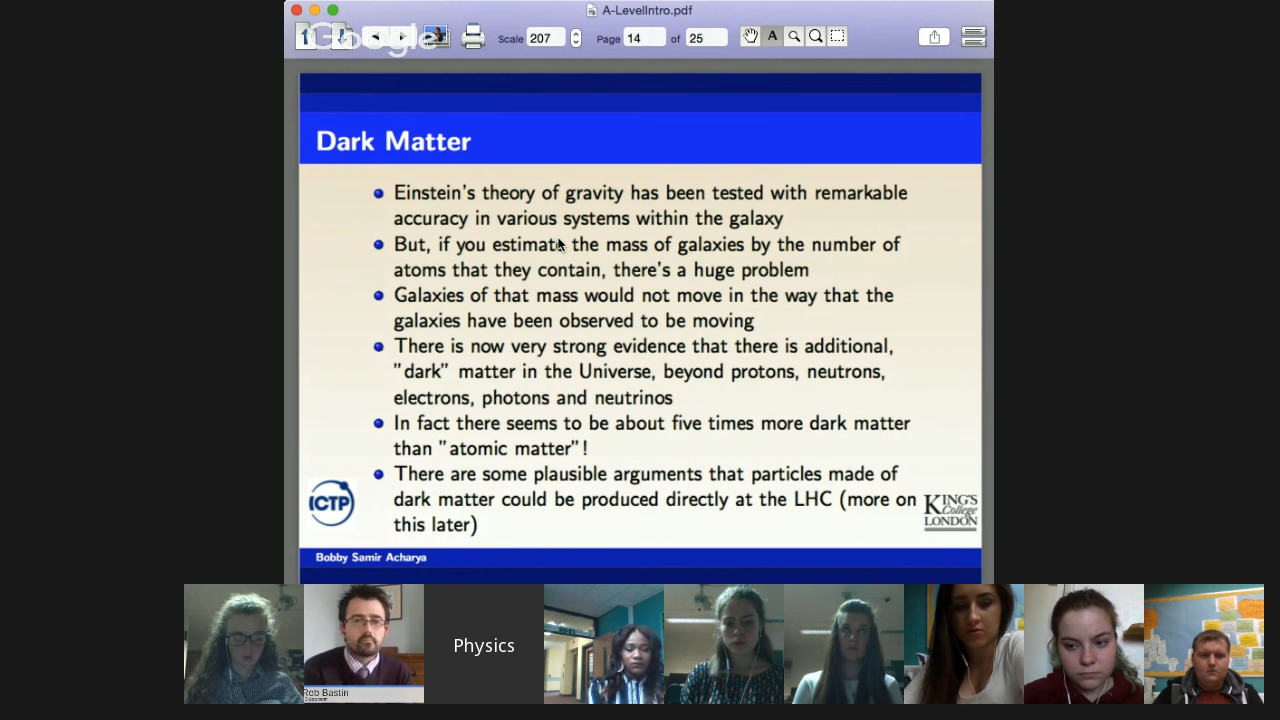 A-LevelIntro.pdf
Google
Scale 207 Page 14 of 25
A
Dark Matter
Einstein's theory of gravity has been tested with remarkable
accuracy in various systems within the galaxy
But, if you estimate the mass of galaxies by the number of
atoms that they contain, there's a huge problem
Galaxies of that mass would not move in the way that the
galaxies have been observed to be moving
There is now very strong evidence that there is additional,
"dark" matter in the Universe, beyond protons, neutrons,
electrons, photons and neutrinos
In fact there seems to be about five times more dark matter
than "atomic matter"!
There are some plausible arguments that particles made of
dark matter could be produced directly at the LHC (more on
this later)
ICTP
KING'S
College
LONDON
Bobby Samir Acharya
Physics
Rob Bastin